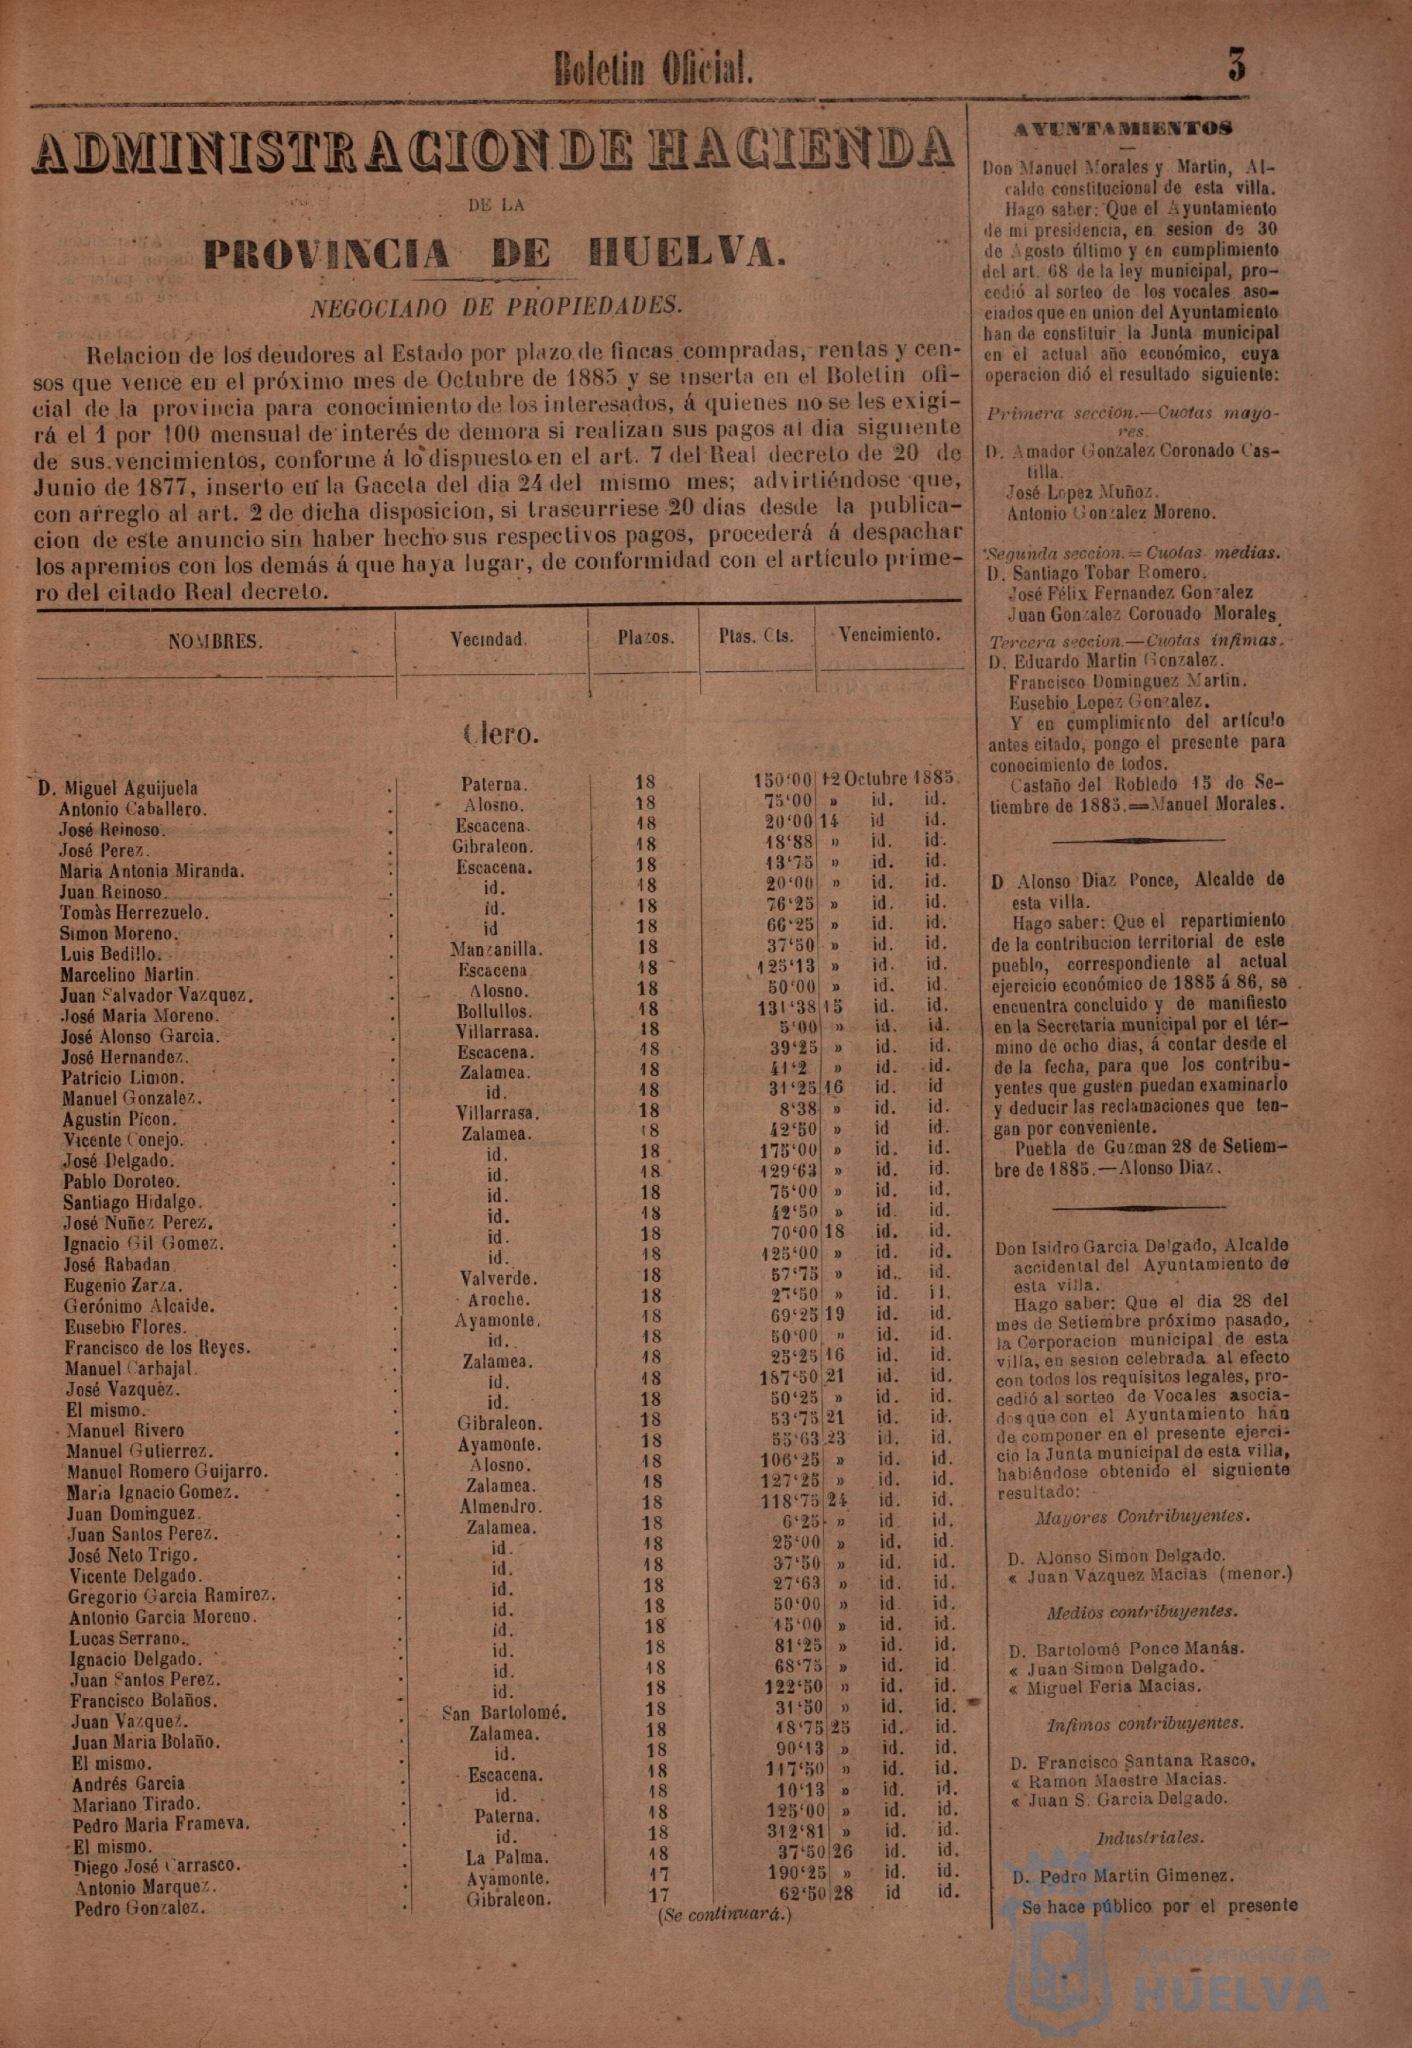 Boletin Oficial.
3
ADMINISTRACION DE HACIENDA
DE LA
PROVINCIA DE HUELVA.
NEGOCIADO DE PROPIEDADES.
Relacion de los deudores al Estado por plazo de fincas compradas, rentas y cen-
sos que vence en el próximo mes de Octubre de 1885 y se inserta en el Boletin ofi-
cial de la provincia para conocimiento de los interesados, á quienes no se les exigi-
rá el 1 por 100 mensual de interés de demora si realizan sus pagos al dia siguiente
de sus vencimientos, conforme á lo dispuesto en el art. 7 del Real decreto de 20 de
Junio de 1877, inserto en la Gaceta del dia 24 del mismo mes; advirtiéndose que,
con arreglo al art. 2 de dicha disposicion, si trascurriese 20 dias desde la publica-
cion de este anuncio sin haber hecho sus respectivos pagos, procederá á despachar
los apremios con los demás á que haya lugar, de conformidad con el artículo prime-
ro del citado Real decreto.
NOMBRES. Vecindad. Plazos. Ptas. Cts. Vencimiento.
Clero.
D. Miguel Aguijuela . Paterna. 18 150‘00 12 Octubre 1885.
Antonio Caballero. . Alosno. 18 75‘00 » id. id.
José Reinoso. . Escacena. 18 20‘00 14 id id.
José Perez. . Gibraleon. 18 18‘88 » id. id.
Maria Antonia Miranda. . Escacena. 18 13‘75 » id. id.
Juan Reinoso . id. 18 20‘00 » id. id.
Tomàs Herrezuelo. . id. 18 76‘25 » id. id.
Simon Moreno. . id 18 66‘25 » id. id.
Luis Bedillo. . Manzanilla. 18 37‘50 » id. id.
Marcelino Martin . Escacena 18 125‘13 » id. id.
Juan Salvador Vazquez. . Alosno. 18 50‘00 » id. id.
José Maria Moreno. . Bollullos. 18 131‘38 15 id. id.
José Alonso Garcia. . Villarrasa. 18 5‘00 » id. id.
José Hernandez. . Escacena. 18 39‘25 » id. id.
Patricio Limon. . Zalamea. 18 41‘2 » id. id.
Manuel Gonzalez. . id. 18 31‘25 16 id. id
Agustin Picon. . Villarrasa. 18 8‘38 » id. id.
Vicente Conejo. . Zalamea. 18 42‘50 » id id.
José Delgado. . id. 18 175‘00 » id. id.
Pablo Doroteo. . id. 18 129‘63 » id. id.
Santiago Hidalgo. . id. 18 75‘00 » id. id.
José Nuñez Perez. . id. 18 42‘50 » id. id.
Ignacio Gil Gomez. . id. 18 70‘00 18 id. id.
José Rabadan . id. 18 125‘00 » id. id.
Eugenio Zarza. . Valverde. 18 57‘75 » id. id.
Gerónimo Alcaide. . Aroche. 18 27‘50 » id. id.
Eusebio Flores. . Ayamonte. 18 69‘25 19 id. id.
Francisco de los Reyes. . id. 18 50‘00 » id. id.
Manuel Carbajal . Zalamea. 18 25‘25 16 id. id.
José Vazquez. . id. 18 187‘50 21 id. id.
El mismo. . id. 18 50‘25 » id. id.
Manuel Rivero . Gibraleon. 18 53‘75 21 id. id.
Manuel Gutierrez. . Ayamonte. 18 55‘63 23 id. id.
Manuel Romero Guijarro. . Alosno. 18 106‘25 » id. id.
Maria Ignacio Gomez. . Zalamea. 18 127‘25 » id. id.
Juan Dominguez. . Almendro. 18 118‘75 24 id. id.
Juan Santos Perez. . Zalamea. 18 6‘25 » id. id.
José Neto Trigo. . id. 18 25‘00 » id. id.
Vicente Delgado. . id. 18 37‘50 » id. id.
Gregorio Garcia Ramirez. . id. 18 27‘63 » id. id.
Antonio Garcia Moreno. . id. 18 50‘00 » id. id.
Lucas Serrano. . id. 18 15‘00 » id. id.
Ignacio Delgado. . id. 18 81‘25 » id. id.
Juan Santos Perez. . id. 18 68‘75 » id. id.
Francisco Bolaños. . id. 18 122‘50 » id. id.
Juan Vazquez. . San Bartolomé. 18 31‘50 » id. id.
Juan Maria Bolaño. . Zalamea. 18 18‘75 25 id. id.
El mismo. . id. 18 90‘13 » id. id.
Andrés Garcia . Escacena. 18 117‘50 » id. id.
Mariano Tirado. . id. 18 10‘13 » id. id.
Pedro Maria Frameva. . Paterna. 18 125‘00 » id. id.
El mismo. . id. 18 312‘81 » id. id.
Diego José Carrasco. . La Palma. 18 37‘50 26 id. id.
Antonio Marquez. . Ayamonte. 17 190‘25 » id. id.
Pedro Gonzalez. . Gibraleon. 17 62‘50 28 id id.
(Se continuará.)
AYUNTAMIENTOS
Don Manuel Morales y Martin, Al-
calde constitucional de esta villa.
Hago saber: Que el Ayuntamiento
de mi presidencia, en sesion de 30
de Agosto último y en cumplimiento
del art. 68 de la ley municipal, pro-
cedió al sorteo de los vocales aso-
ciados que en union del Ayuntamiento
han de constituir la Junta municipal
en el actual año económico, cuya
operacion dió el resultado siguiente:
Primera seccion.—Cuotas mayo-
res.
D. Amador Gonzalez Coronado Cas-
tilla.
José Lopez Muñoz.
Antonio Gonzalez Moreno.
Segunda seccion.=Cuotas medias.
D. Santiago Tobar Romero.
José Félix Fernandez Gonzalez
Juan Gonzalez Coronado Morales.
Tercera seccion.—Cuotas ínfimas.
D. Eduardo Martin Gonzalez.
Francisco Dominguez Martin.
Eusebio Lopez Gonzalez.
Y en cumplimiento del artículo
antes citado, pongo el presente para
conocimiento de todos.
Castaño del Robledo 15 de Se-
tiembre de 1885.=Manuel Morales.
D Alonso Diaz Ponce, Alcalde de
esta villa.
Hago saber: Que el repartimiento
de la contribucion territorial de este
pueblo, correspondiente al actual
ejercicio económico de 1885 á 86, se
encuentra concluido y de manifiesto
en la Secretaria municipal por el tér-
mino de ocho dias, á contar desde el
de la fecha, para que los contribu-
yentes que gusten puedan examinarlo
y deducir las reclamaciones que ten-
gan por conveniente.
Puebla de Guzman 28 de Setiem-
bre de 1885.—Alonso Diaz.
Don Isidro Garcia Delgado, Alcalde
accidental del Ayuntamiento de
esta villa.
Hago saber: Que el dia 28 del
mes de Setiembre próximo pasado,
la Corporacion municipal de esta
villa, en sesion celebrada al efecto
con todos los requisitos legales, pro-
cedió al sorteo de Vocales asocia-
dos que con el Ayuntamiento hán
de componer en el presente ejerci-
cio la Junta municipal de esta villa,
habiéndose obtenido el siguiente
resultado:
Mayores Contribuyentes.
D. Alonso Simon Delgado.
« Juan Vazquez Macias (menor.)
Medios contribuyentes.
D. Bartolomé Ponce Manás.
« Juan Simon Delgado.
« Miguel Feria Macias.
Infimos contribuyentes.
D. Francisco Santana Rasco.
« Ramon Maestre Macias.
« Juan S. Garcia Delgado.
Industriales.
D. Pedro Martin Gimenez.
Se hace público por el presente
Ayuntamiento de
HUELVA